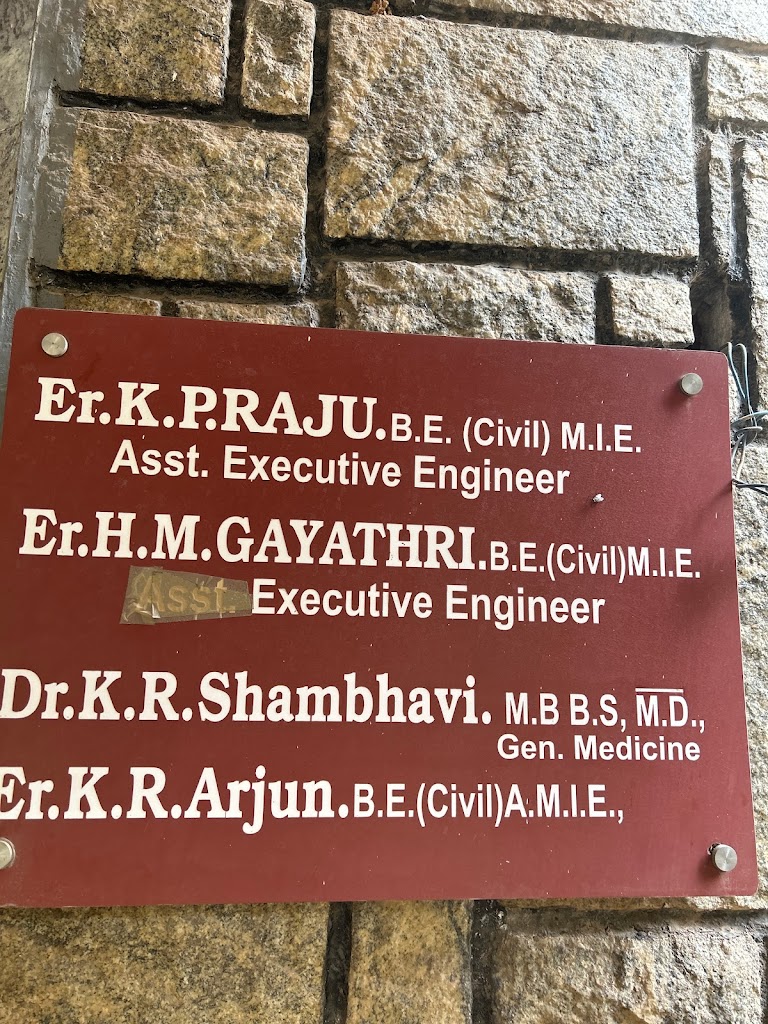 Er.K.P.RAJU.B.E. (Civil) M.I.E.
Asst. Executive Engineer
Er.H.M.GAYATHRI.B.E.(Civil)M.I.E.
Asst. Executive Engineer
Dr.K.R.Shambhavi. M.B B.S, M.D.,
Gen. Medicine
Er.K.R.Arjun.B.E.(Civil)A.M.I.E.,